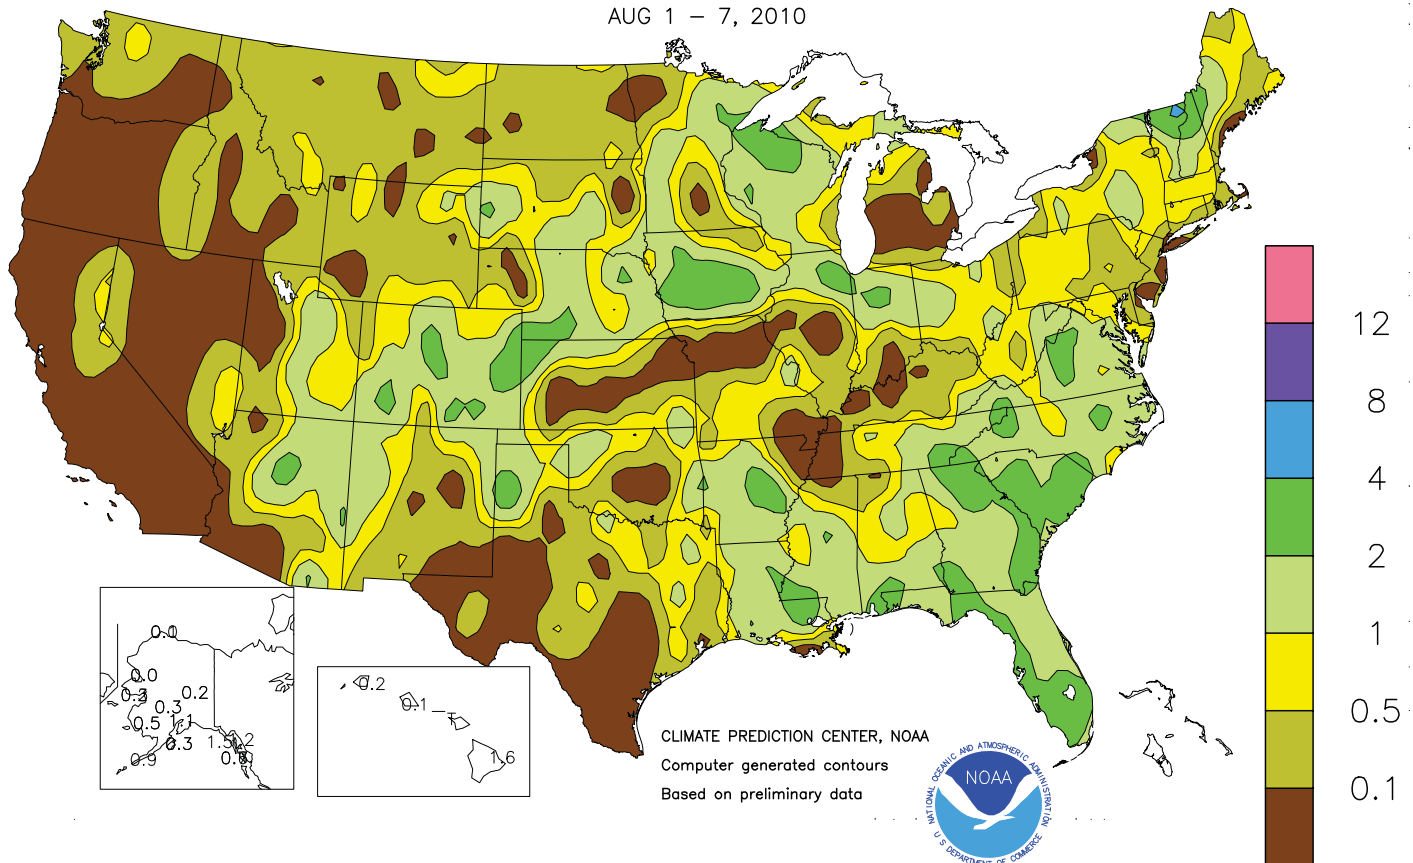 AUG 1 – 7, 2010
12
8
4
2
1
0.5
0.1
0.0
0.0
0.2
0.3
0.5
1.1
0.3
0.9
0.2
0.1
T
1.6
CLIMATE PREDICTION CENTER, NOAA
Computer generated contours
Based on preliminary data
NATIONAL OCEANIC AND ATMOSPHERIC ADMINISTRATION
NOAA
U S DEPARTMENT OF COMMERCE